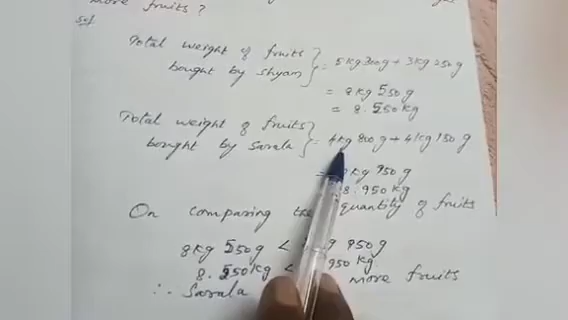 more fruits?
Sol
Total weight of fruits } = 5kg 300g + 3kg 250g
bought by Shyam
= 8kg 550g
= 8.550kg
Total weight of fruits } = 4kg 800g + 4kg 150g
bought by Sarala
= 8kg 950g
8.950kg
On comparing the quantity of fruits
8kg 550g < g 950g
8.550kg < 950kg
∴ Sarala more fruits